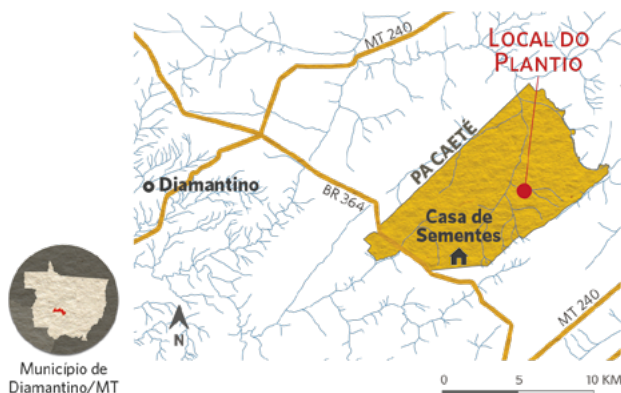 MT 240
LOCAL DO
PLANTIO
PA CAETÉ
Diamantino
BR 364
Casa de
Sementes
MT 240
N
Município de
Diamantino/MT
0 5 10 KM